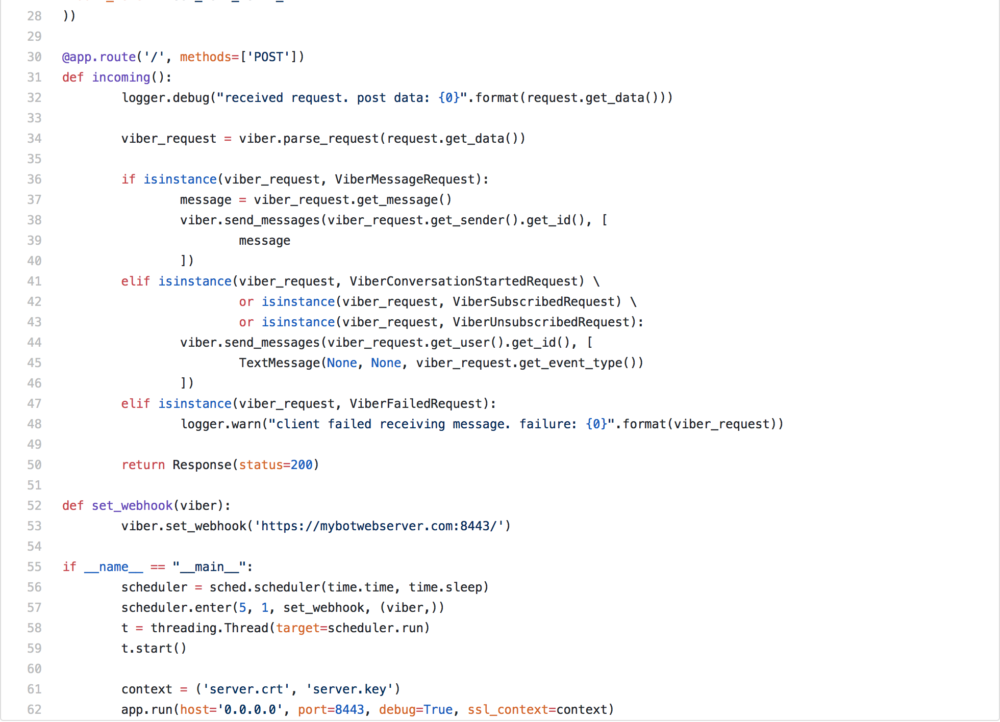 28 ))
29
30 @app.route('/', methods=['POST'])
31 def incoming():
32 logger.debug("received request. post data: {0}".format(request.get_data()))
33
34 viber_request = viber.parse_request(request.get_data())
35
36 if isinstance(viber_request, ViberMessageRequest):
37 message = viber_request.get_message()
38 viber.send_messages(viber_request.get_sender().get_id(), [
39 message
40 ])
41 elif isinstance(viber_request, ViberConversationStartedRequest) \
42 or isinstance(viber_request, ViberSubscribedRequest) \
43 or isinstance(viber_request, ViberUnsubscribedRequest):
44 viber.send_messages(viber_request.get_user().get_id(), [
45 TextMessage(None, None, viber_request.get_event_type())
46 ])
47 elif isinstance(viber_request, ViberFailedRequest):
48 logger.warn("client failed receiving message. failure: {0}".format(viber_request))
49
50 return Response(status=200)
51
52 def set_webhook(viber):
53 viber.set_webhook('https://mybotwebserver.com:8443/')
54
55 if __name__ == "__main__":
56 scheduler = sched.scheduler(time.time, time.sleep)
57 scheduler.enter(5, 1, set_webhook, (viber,))
58 t = threading.Thread(target=scheduler.run)
59 t.start()
60
61 context = ('server.crt', 'server.key')
62 app.run(host='0.0.0.0', port=8443, debug=True, ssl_context=context)